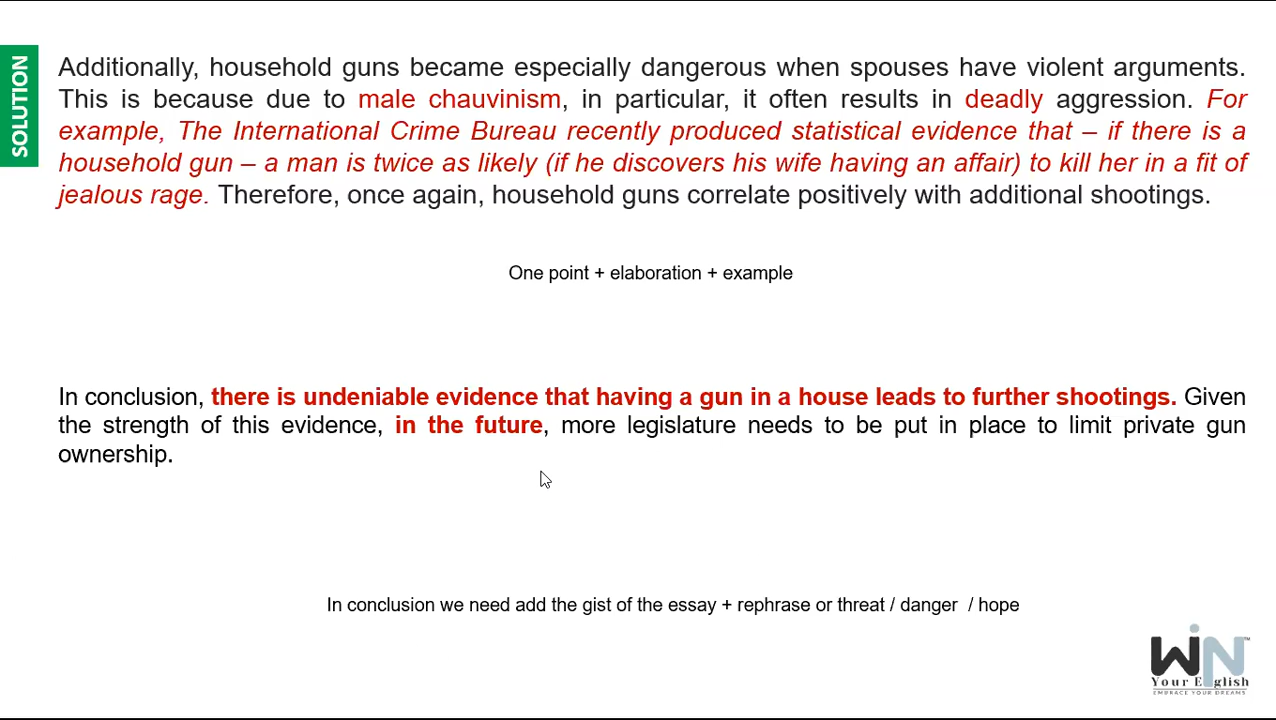 SOLUTION
Additionally, household guns became especially dangerous when spouses have violent arguments.
This is because due to male chauvinism, in particular, it often results in deadly aggression. For
example, The International Crime Bureau recently produced statistical evidence that – if there is a
household gun – a man is twice as likely (if he discovers his wife having an affair) to kill her in a fit of
jealous rage. Therefore, once again, household guns correlate positively with additional shootings.
One point + elaboration + example
In conclusion, there is undeniable evidence that having a gun in a house leads to further shootings. Given
the strength of this evidence, in the future, more legislature needs to be put in place to limit private gun
ownership.
In conclusion we need add the gist of the essay + rephrase or threat / danger / hope
WiN™
Your English
EMBRACE YOUR DREAMS